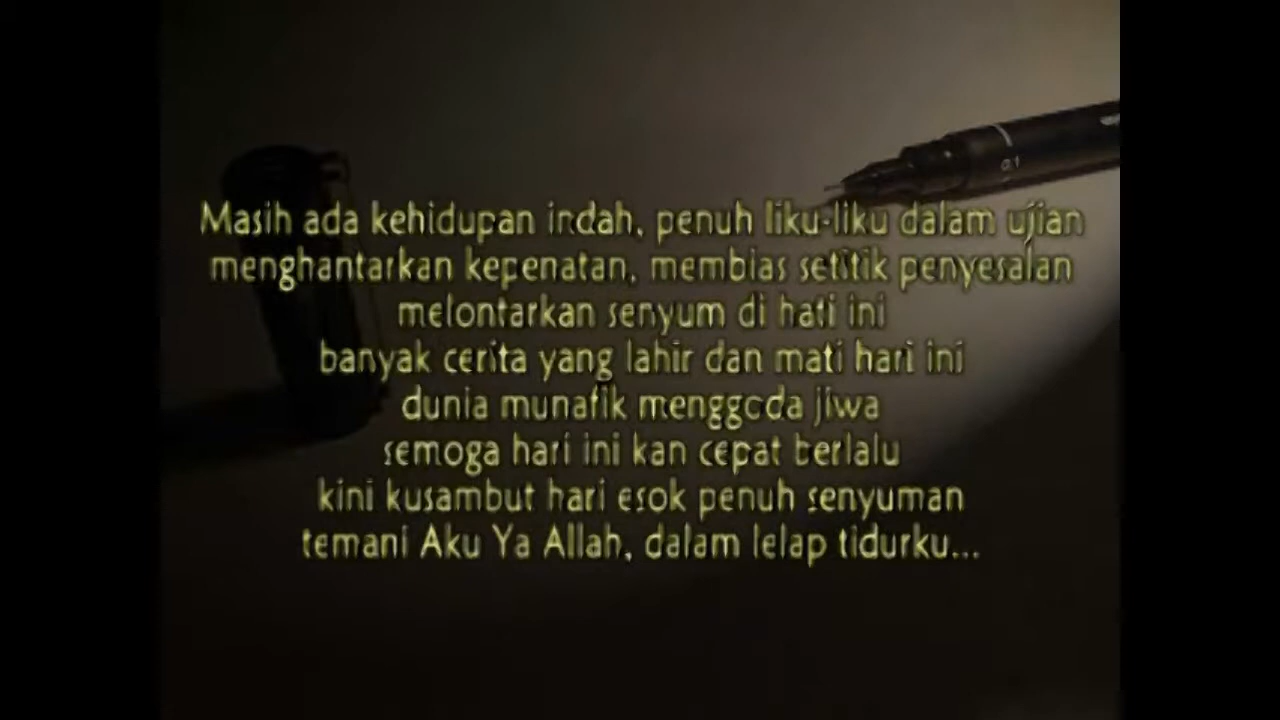 Masih ada kehidupan indah, penuh liku-liku dalam ujian
menghantarkan kepenatan, membias setitik penyesalan
melontarkan senyum di hati ini
banyak cerita yang lahir dan mati hari ini
dunia munafik menggoda jiwa
semoga hari ini kan cepat berlalu
kini kusambut hari esok penuh senyuman
temani Aku Ya Allah, dalam lelap tidurku...
0.1